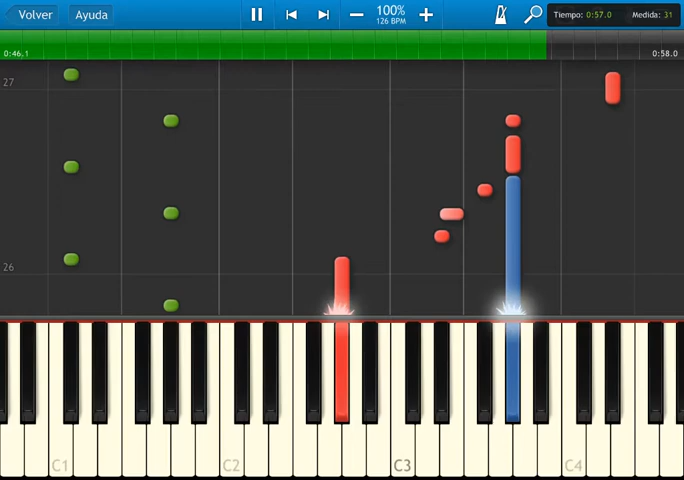 Volver Ayuda 100% Tiempo: 0:57.0 Medida: 31
126 BPM
0:46.1 0:58.0
27
26
C1 C2 C3 C4